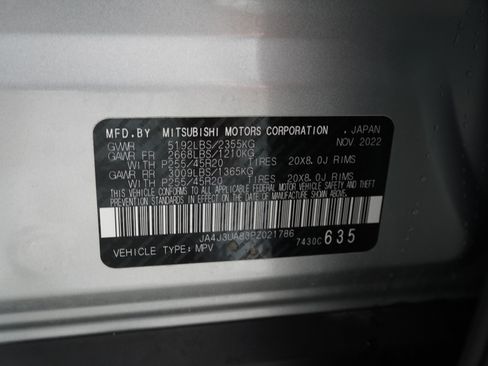 MFD.BY MITSUBISHI MOTORS CORPORATION . JAPAN
GVWR 5192LBS/2355KG NOV 2022
GAWR FR 2668LBS/1210KG
WITH P255/45R20 TIRES 20X8.0J RIMS
GAWR RR 3009LBS/1365KG
WITH P255/45R20 TIRES 20X8.0J RIMS
THIS VEHICLE CONFORMS TO ALL APPLICABLE FEDERAL MOTOR VEHICLE SAFETY
AND THEFT PREVENTION STANDARDS IN EFFECT ON THE DATE OF MANUFACTURE
SHOWN ABOVE.
JA4J3UA83PZ021786
VEHICLE TYPE: MPV 7430C 635